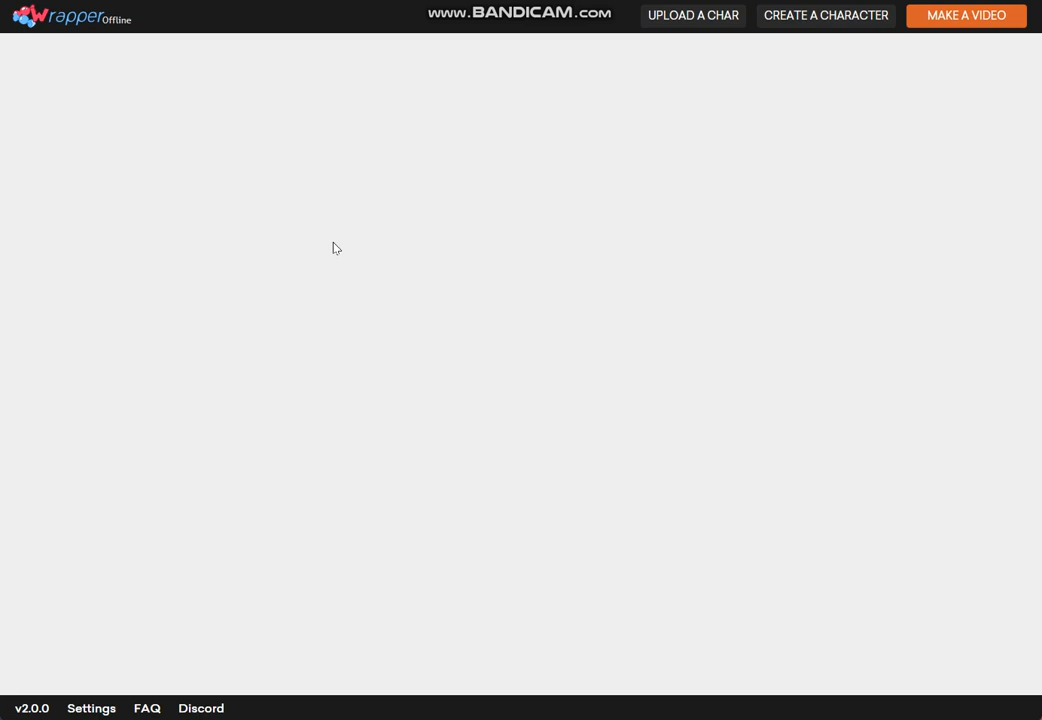 Wrapper Offline
www.BANDICAM.com
UPLOAD A CHAR
CREATE A CHARACTER
MAKE A VIDEO
v2.0.0
Settings
FAQ
Discord